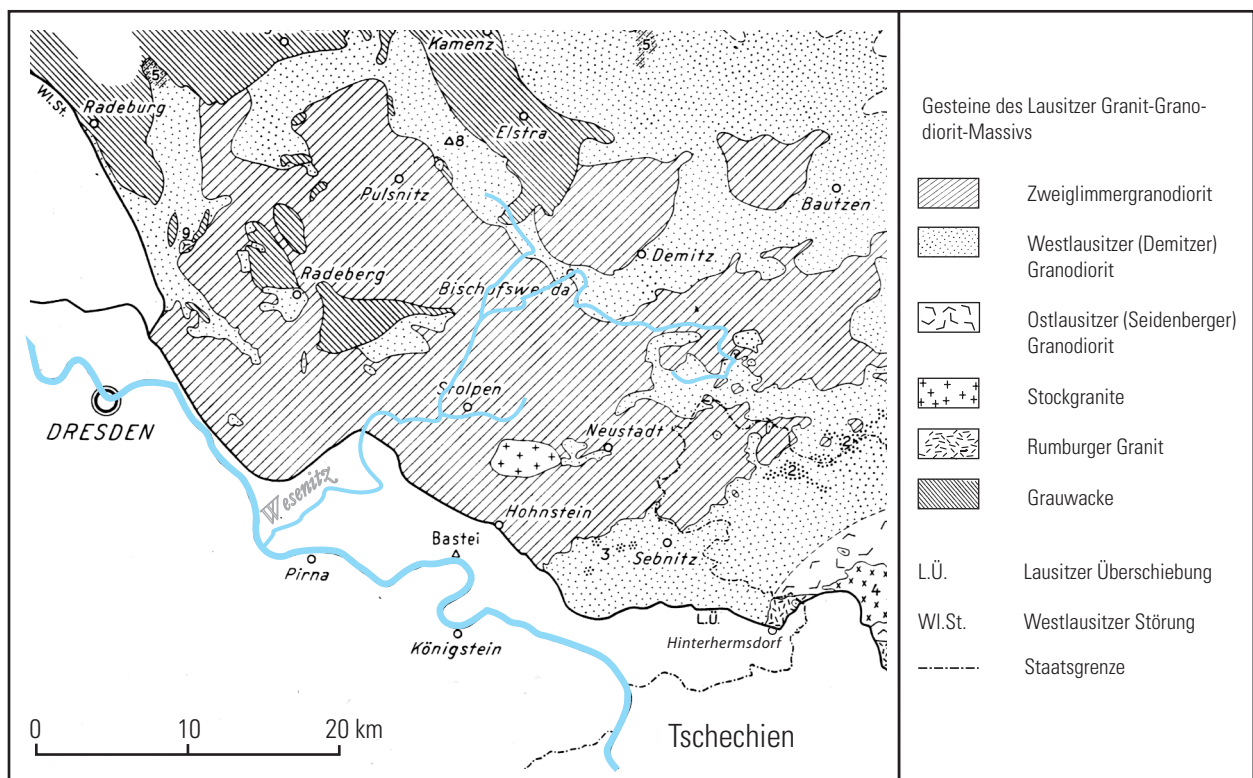 Kamenz
5
5
Wl.St.
Radeburg
Elstra
8
Pulsnitz
Bautzen
9
Demitz
Radeberg
Bischofswerda
Stolpen
DRESDEN
Neustadt
2
2
Wesenitz
Hohnstein
Bastei
3
Sebnitz
Pirna
4
L.Ü.
Königstein
Hinterhermsdorf
0 10 20 km
Tschechien
Gesteine des Lausitzer Granit-Grano-
diorit-Massivs
Zweiglimmergranodiorit
Westlausitzer (Demitzer)
Granodiorit
Ostlausitzer (Seidenberger)
Granodiorit
Stockgranite
Rumburger Granit
Grauwacke
L.Ü. Lausitzer Überschiebung
Wl.St. Westlausitzer Störung
Staatsgrenze